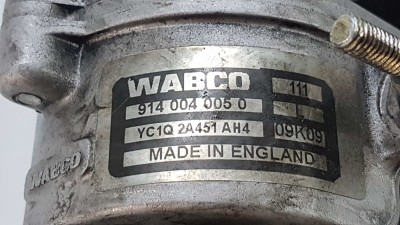 WABCO 111
914 004 005 0 L
YC1Q 2A451 AH4 09K09
MADE IN ENGLAND
WABCO